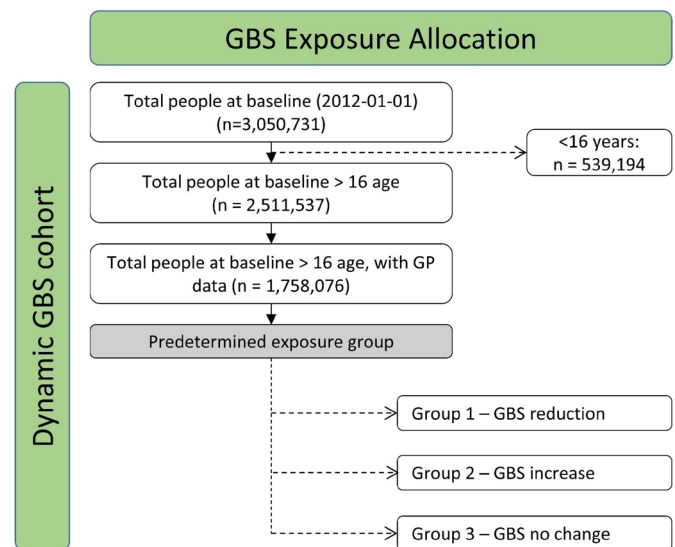 GBS Exposure Allocation
Dynamic GBS cohort
Total people at baseline (2012-01-01)
(n=3,050,731)
<16 years:
n = 539,194
Total people at baseline > 16 age
(n = 2,511,537)
Total people at baseline > 16 age, with GP
data (n = 1,758,076)
Predetermined exposure group
Group 1 – GBS reduction
Group 2 – GBS increase
Group 3 – GBS no change